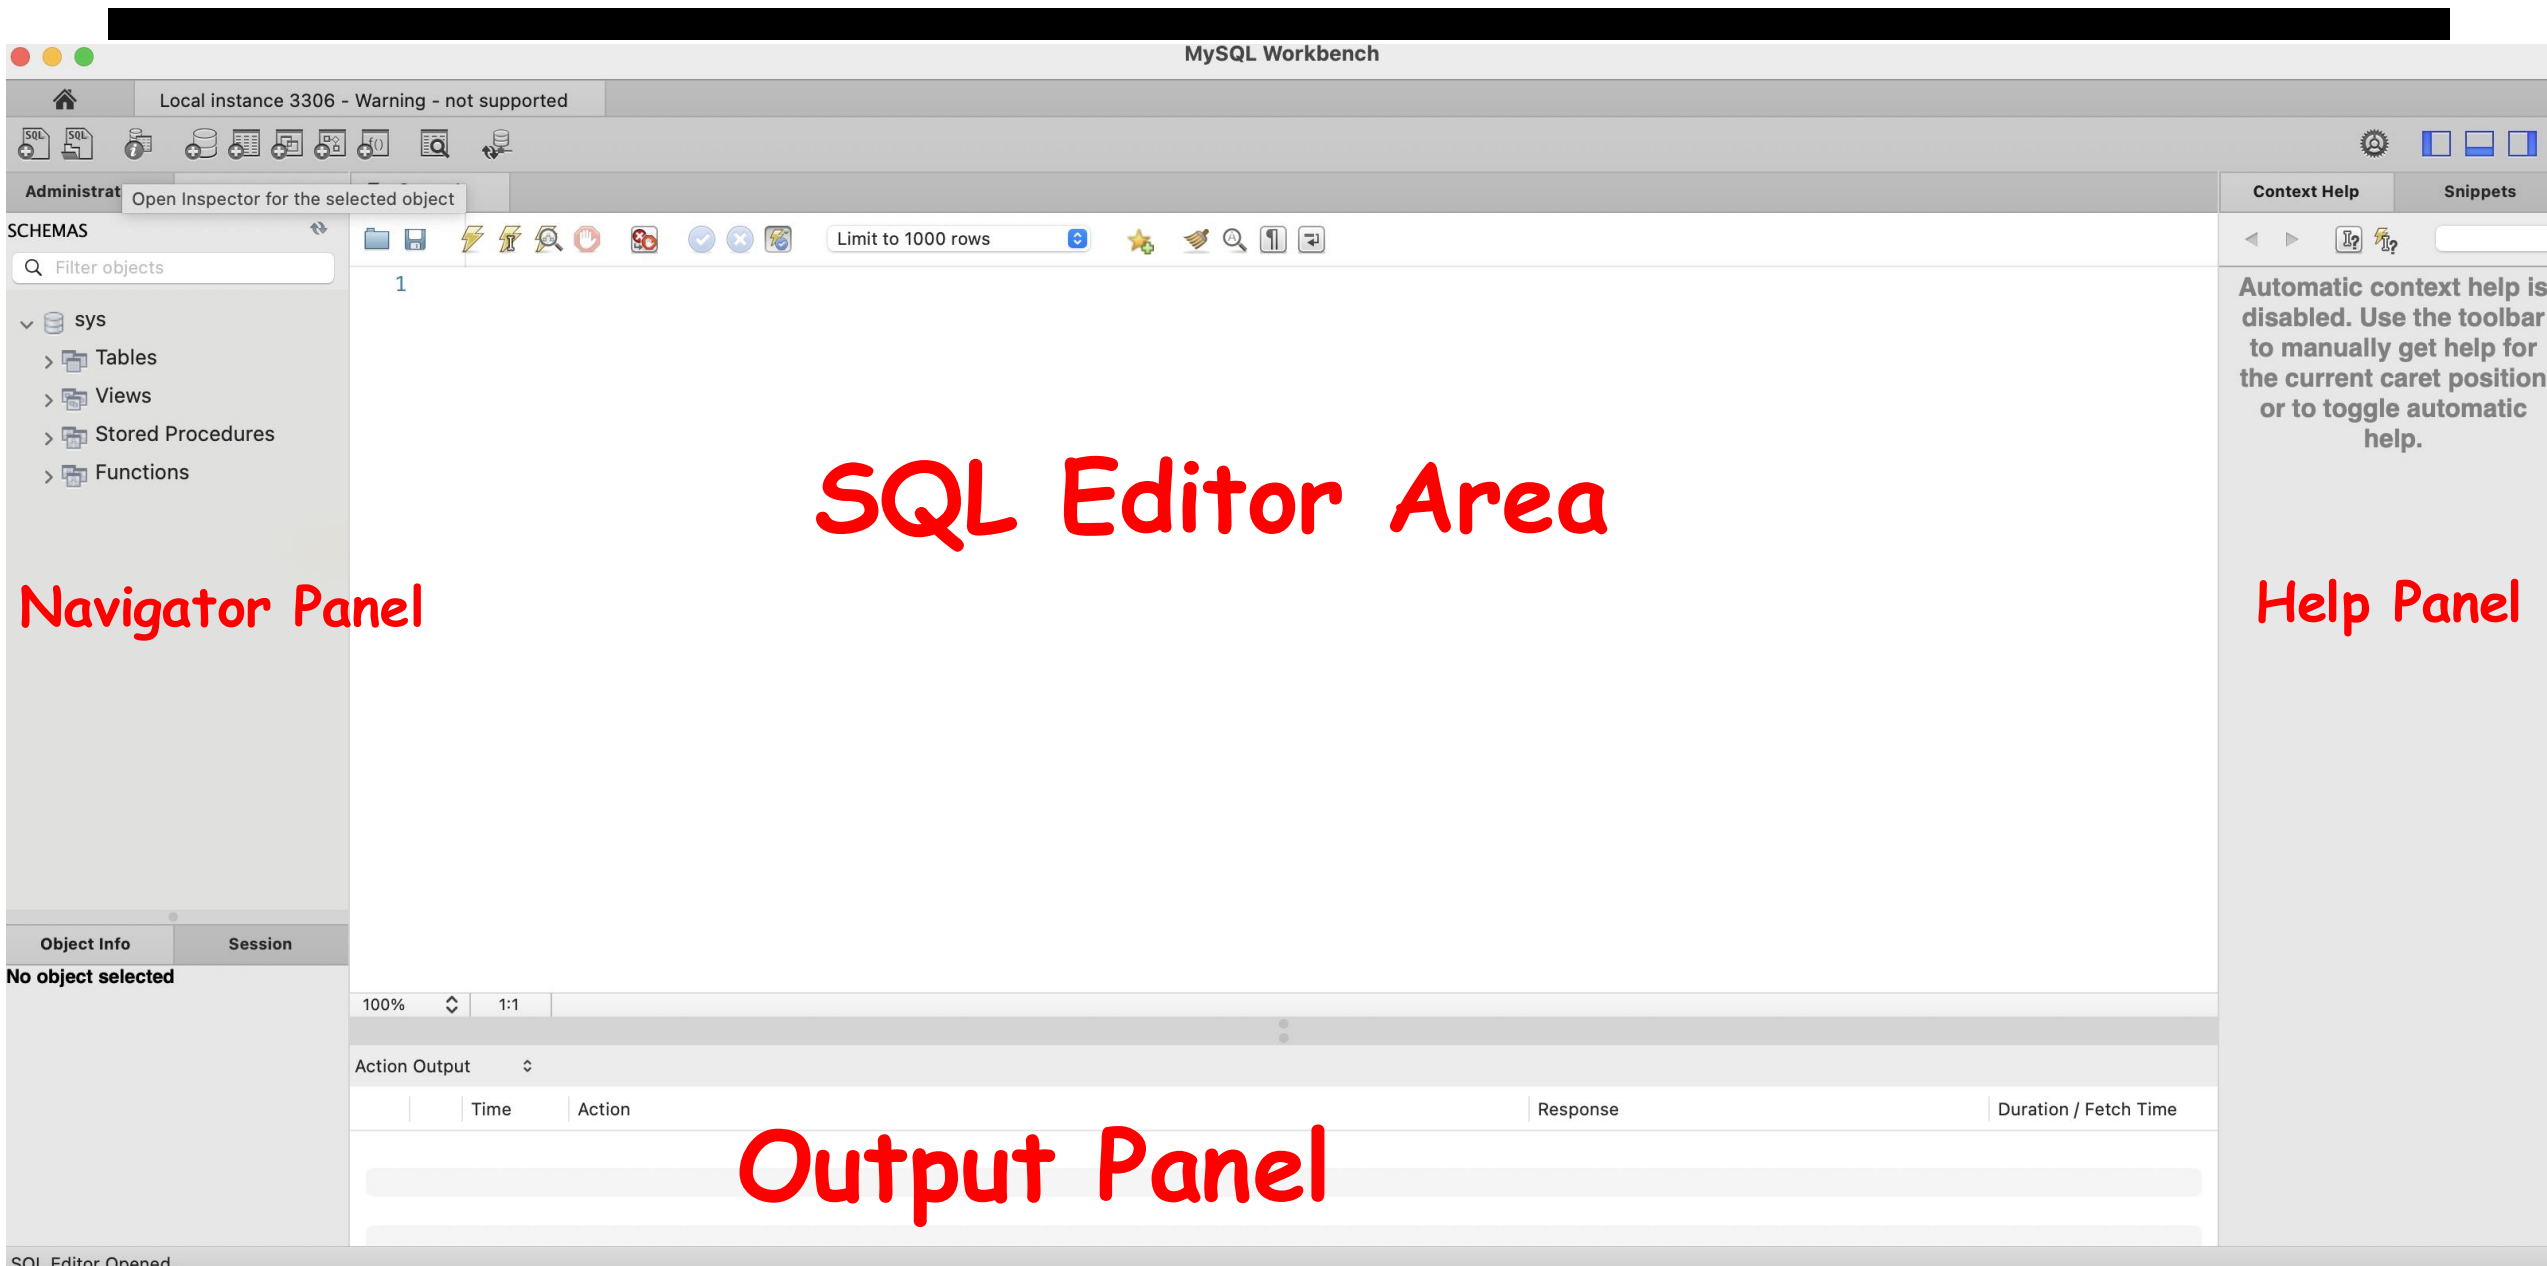 MySQL Workbench
Local instance 3306 - Warning - not supported
SQL SQL
Administrat
Open Inspector for the selected object
Context Help Snippets
SCHEMAS
Limit to 1000 rows
Filter objects
1
sys
Tables
Views
Stored Procedures
Functions
Automatic context help is
disabled. Use the toolbar
to manually get help for
the current caret position
or to toggle automatic
help.
SQL Editor Area
Navigator Panel
Help Panel
Object Info Session
No object selected
100% 1:1
Action Output
Time Action Response Duration / Fetch Time
Output Panel
SQL Editor Opened.